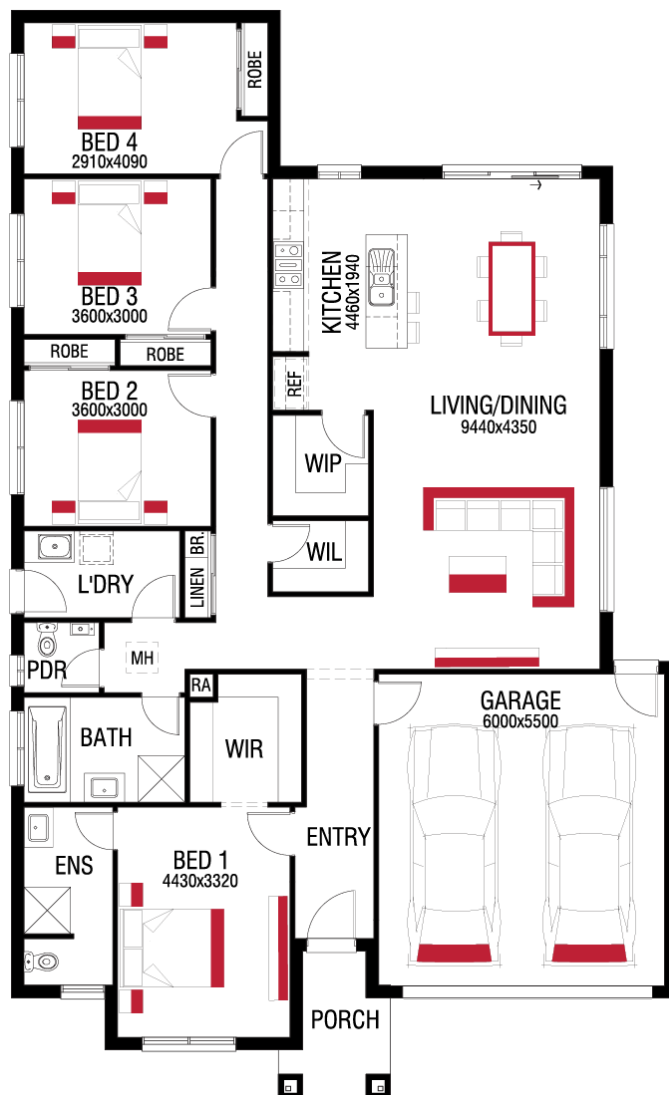 ROBE
BED 4
2910x4090
BED 3
3600x3000
KITCHEN
4460x1940
ROBE
ROBE
REF
BED 2
3600x3000
LIVING/DINING
9440x4350
WIP
BR.
LINEN
WIL
L'DRY
PDR
MH
RA
GARAGE
6000x5500
BATH
WIR
ENTRY
ENS
BED 1
4430x3320
PORCH